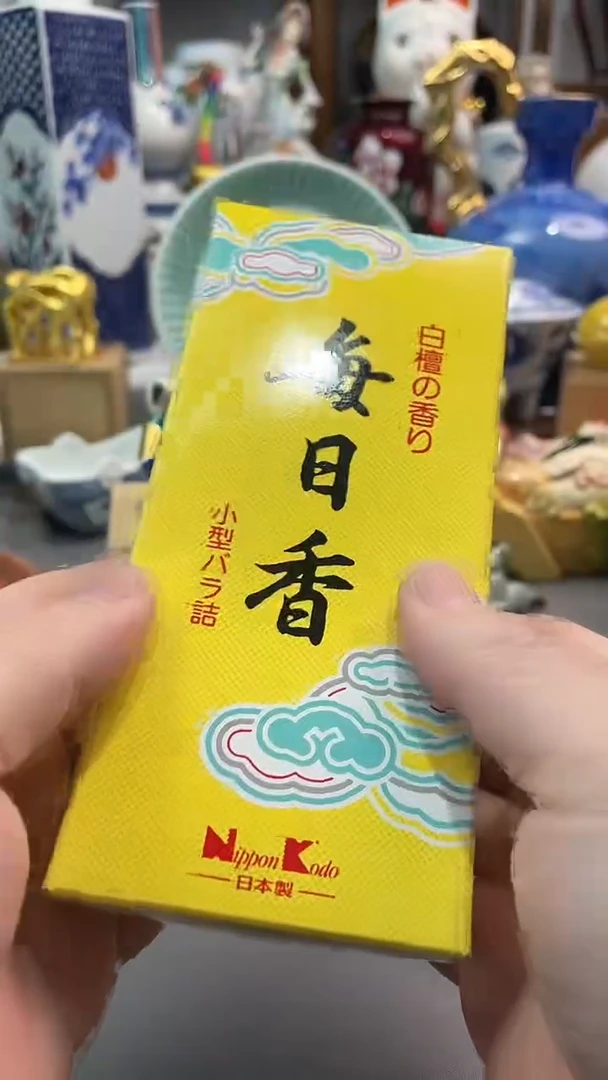 白檀の香り
毎日香
小型バラ詰
Nippon Kodo
日本製